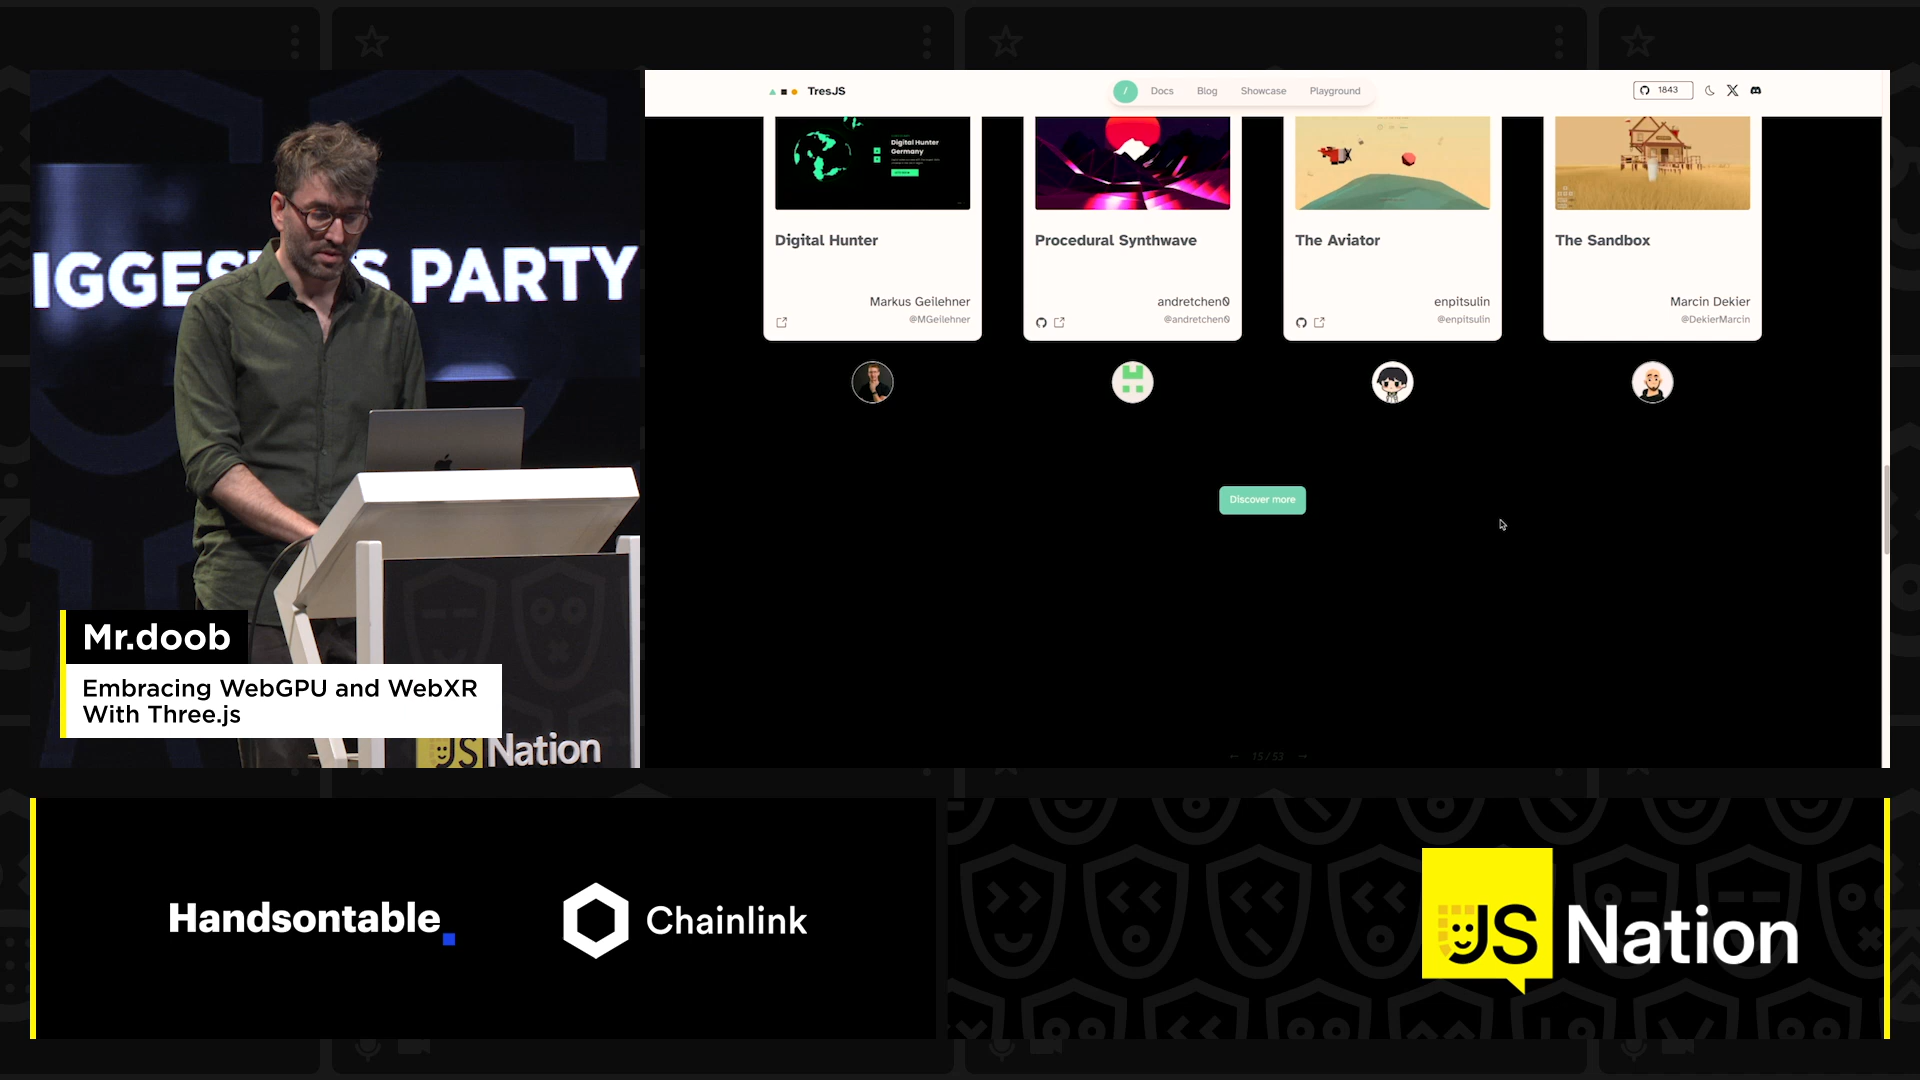 IGGES S PARTY
Mr.doob
Embracing WebGPU and WebXR
With Three.js
JS Nation
TresJS
/
Docs
Blog
Showcase
Playground
1843
Digital Hunter
Germany
Digital Hunter
Markus Geilehner
@MGeilehner
Procedural Synthwave
andretchen0
@andretchen0
The Aviator
enpitsulin
@enpitsulin
The Sandbox
Marcin Dekier
@DekierMarcin
Discover more
← 15 / 53 →
Handsontable
Chainlink
JS Nation